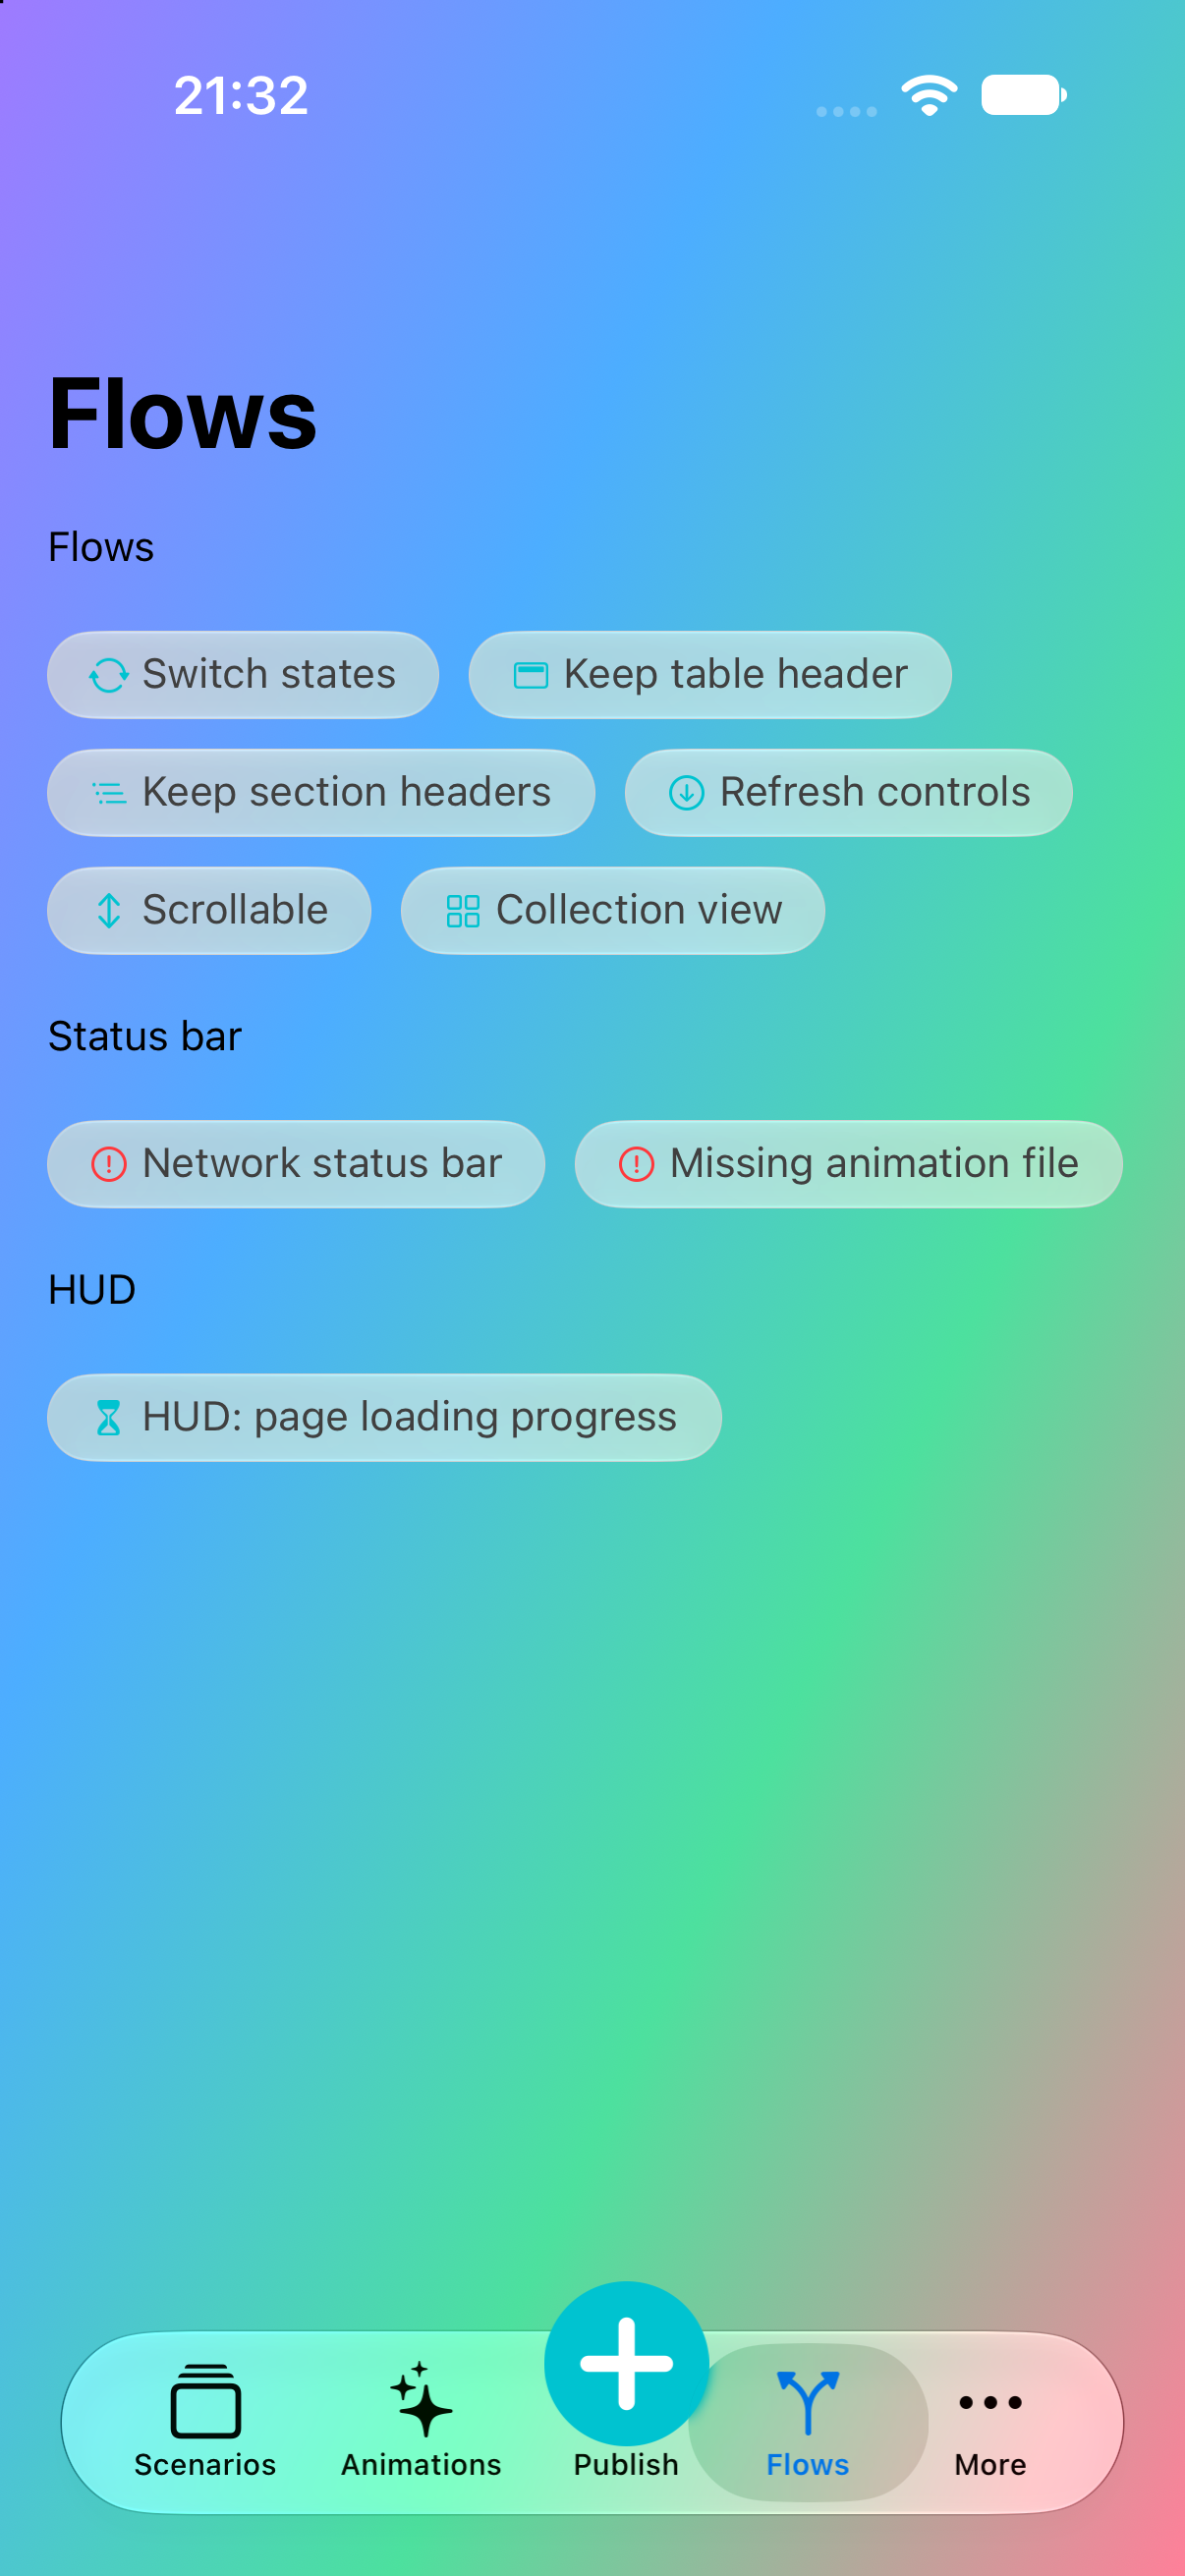 21:32
Flows
Flows
Switch states
Keep table header
Keep section headers
Refresh controls
Scrollable
Collection view
Status bar
Network status bar
Missing animation file
HUD
HUD: page loading progress
Scenarios
Animations
Publish
Flows
More